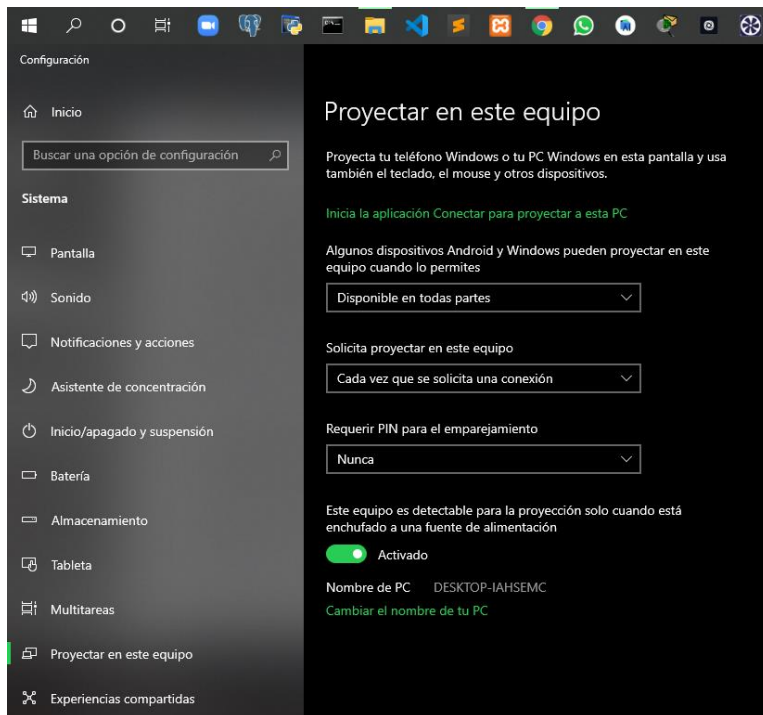 Configuración
Inicio
Buscar una opción de configuración
Sistema
Pantalla
Sonido
Notificaciones y acciones
Asistente de concentración
Inicio/apagado y suspensión
Batería
Almacenamiento
Tableta
Multitareas
Proyectar en este equipo
Experiencias compartidas
Proyectar en este equipo
Proyecta tu teléfono Windows o tu PC Windows en esta pantalla y usa
también el teclado, el mouse y otros dispositivos.
Inicia la aplicación Conectar para proyectar a esta PC
Algunos dispositivos Android y Windows pueden proyectar en este
equipo cuando lo permites
Disponible en todas partes
Solicita proyectar en este equipo
Cada vez que se solicita una conexión
Requerir PIN para el emparejamiento
Nunca
Este equipo es detectable para la proyección solo cuando está
enchufado a una fuente de alimentación
Activado
Nombre de PC DESKTOP-IAHSEMC
Cambiar el nombre de tu PC